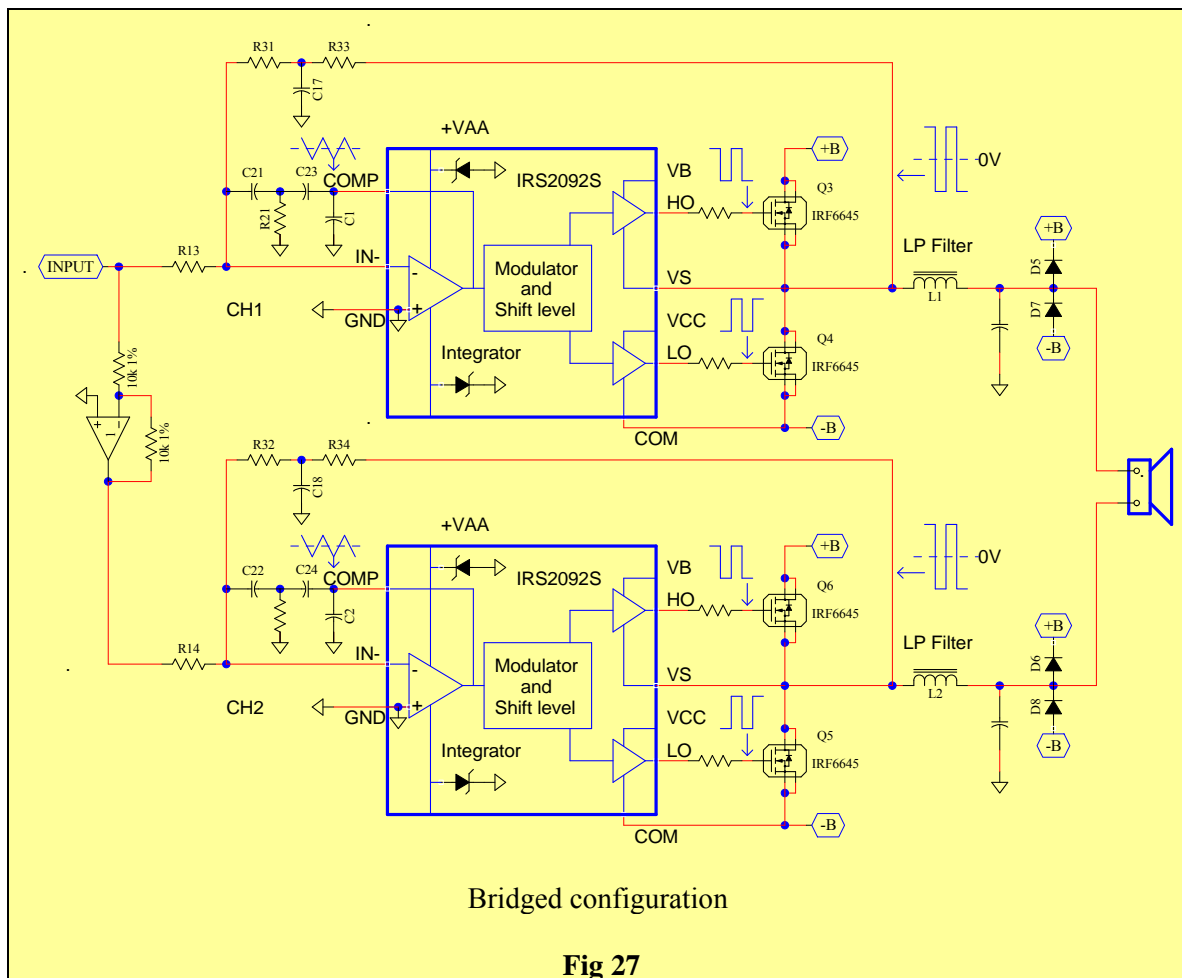 R31
R33
C17
+VAA
COMP
IRS2092S
VB
HO
+B
Q3
IRF6645
0V
C21
C23
R21
C1
R13
INPUT
IN-
-
+
GND
CH1
Modulator
and
Shift level
VS
VCC
LO
Integrator
COM
Q4
IRF6645
-B
LP Filter
L1
+B
D5
D7
-B
10k 1%
+
-
1
10k 1%
R32
R34
C18
+VAA
COMP
IRS2092S
VB
HO
+B
Q6
IRF6645
0V
C22
C24
C2
R14
IN-
-
+
GND
CH2
Modulator
and
Shift level
VS
VCC
LO
Integrator
COM
Q5
IRF6645
-B
LP Filter
L2
+B
D6
D8
-B
Bridged configuration
Fig 27